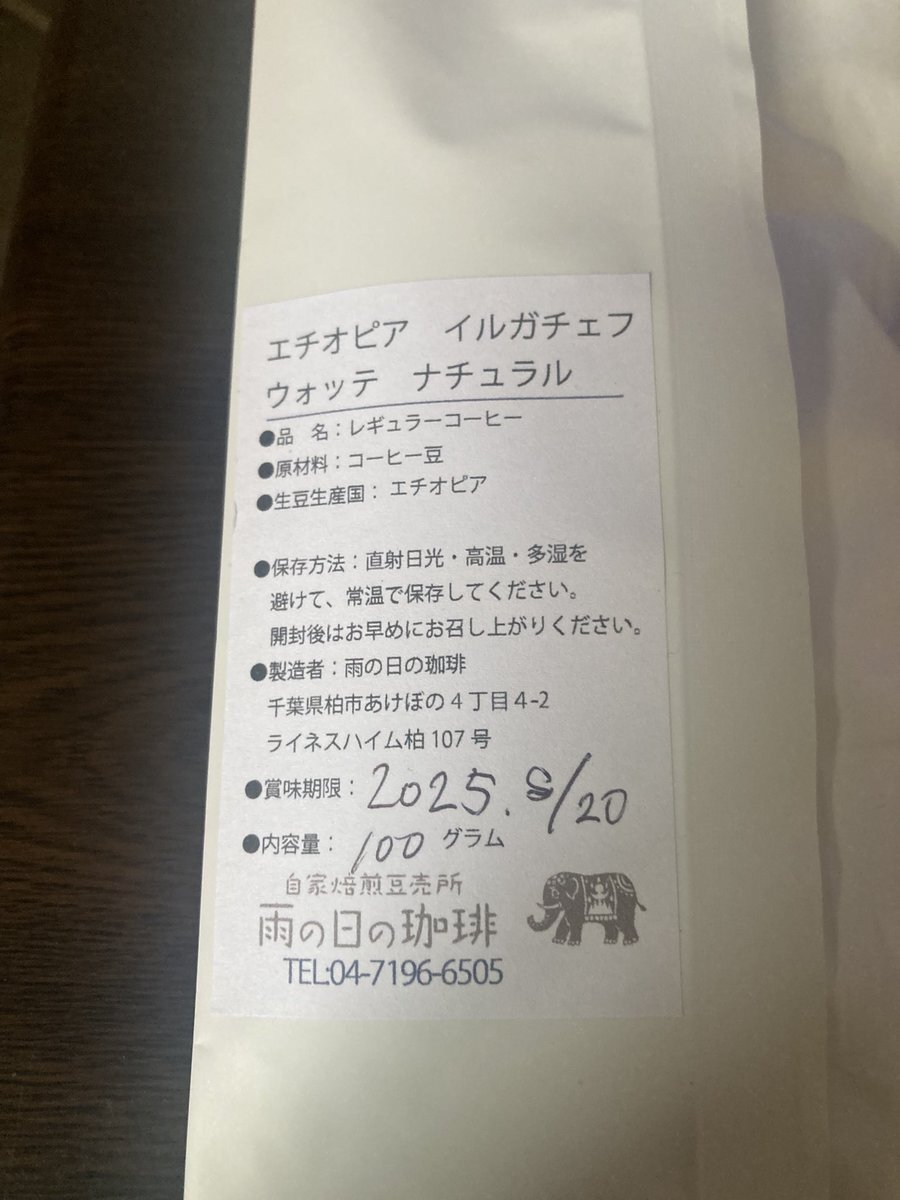 エチオピア　イルガチェフ
ウォッテ　ナチュラル
●品　名：レギュラーコーヒー
●原材料：コーヒー豆
●生豆生産国： エチオピア
●保存方法：直射日光・高温・多湿を
避けて、常温で保存してください。
開封後はお早めにお召し上がりください。
●製造者：雨の日の珈琲
千葉県柏市あけぼの４丁目４-2
ライネスハイム柏 107 号
●賞味期限： 2025. 8/20
●内容量： 100 グラム
自家焙煎豆売所
雨の日の珈琲
TEL:04-7196-6505